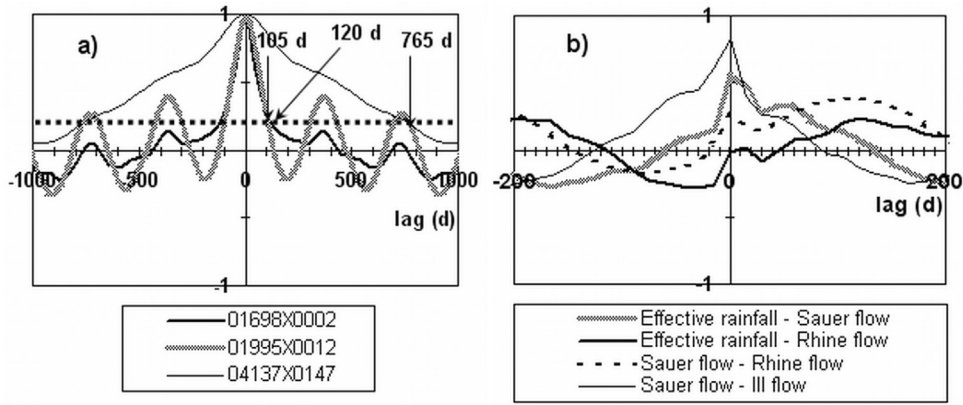 a)
1
105 d
120 d
765 d
-1000
-500
0
500
1000
lag (d)
-1
01698X0002
01995X0012
04137X0147
b)
1
-200
0
200
lag (d)
-1
Effective rainfall - Sauer flow
Effective rainfall - Rhine flow
Sauer flow - Rhine flow
Sauer flow - Ill flow